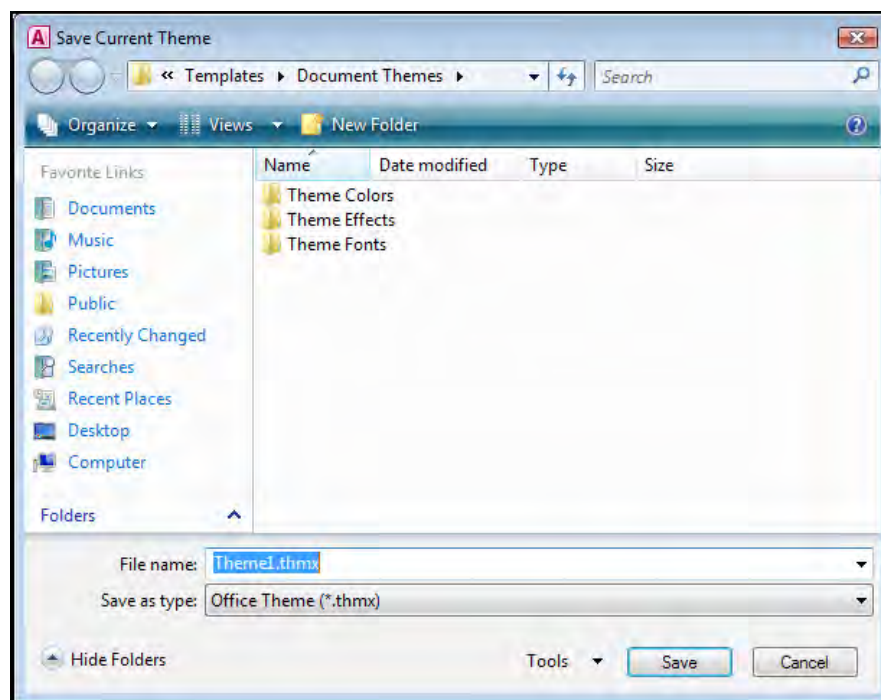 A Save Current Theme
« Templates ▸ Document Themes ▸ Search
Organize Views New Folder ?
Favorite Links Name Date modified Type Size
Documents Theme Colors
Music Theme Effects
Pictures Theme Fonts
Public
Recently Changed
Searches
Recent Places
Desktop
Computer
Folders
File name: Theme1.thmx
Save as type: Office Theme (*.thmx)
Hide Folders Tools Save Cancel